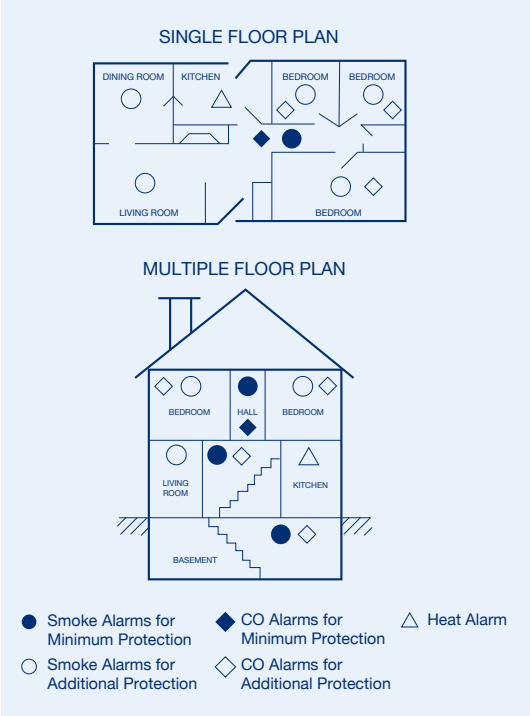 SINGLE FLOOR PLAN
DINING ROOM
KITCHEN
BEDROOM
BEDROOM
LIVING ROOM
BEDROOM
MULTIPLE FLOOR PLAN
BEDROOM
HALL
BEDROOM
LIVING
ROOM
KITCHEN
BASEMENT
Smoke Alarms for
Minimum Protection
CO Alarms for
Minimum Protection
Heat Alarm
Smoke Alarms for
Additional Protection
CO Alarms for
Additional Protection